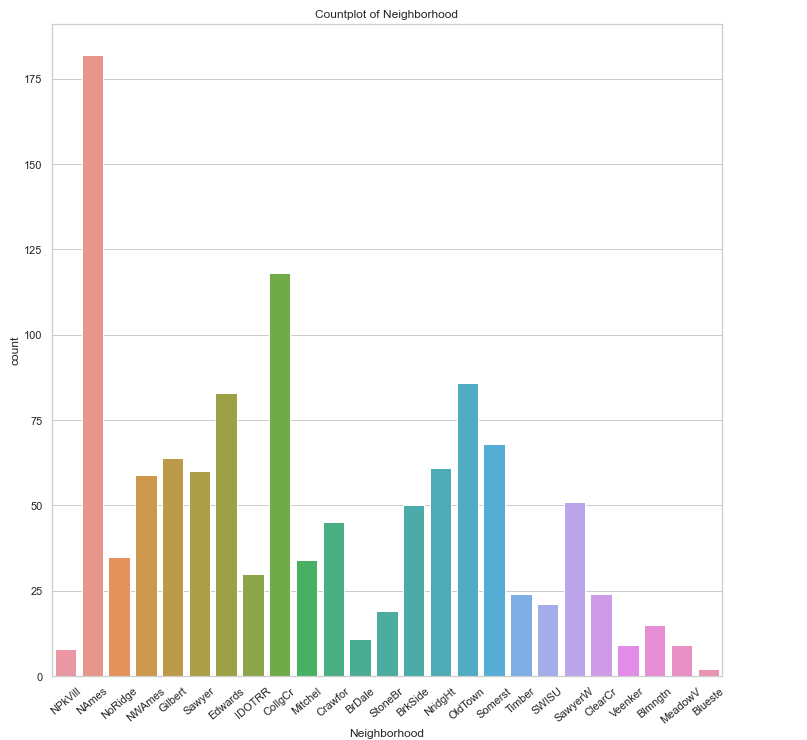 Countplot of Neighborhood
175
150
125
100
75
50
25
0
count
NPkVill
NAmes
NoRidge
NWAmes
Gilbert
Sawyer
Edwards
IDOTRR
CollgCr
Mitchel
Crawfor
BrDale
StoneBr
BrkSide
NridgHt
OldTown
Somerst
Timber
SWISU
SawyerW
ClearCr
Veenker
Blmngtn
MeadowV
Blueste
Neighborhood